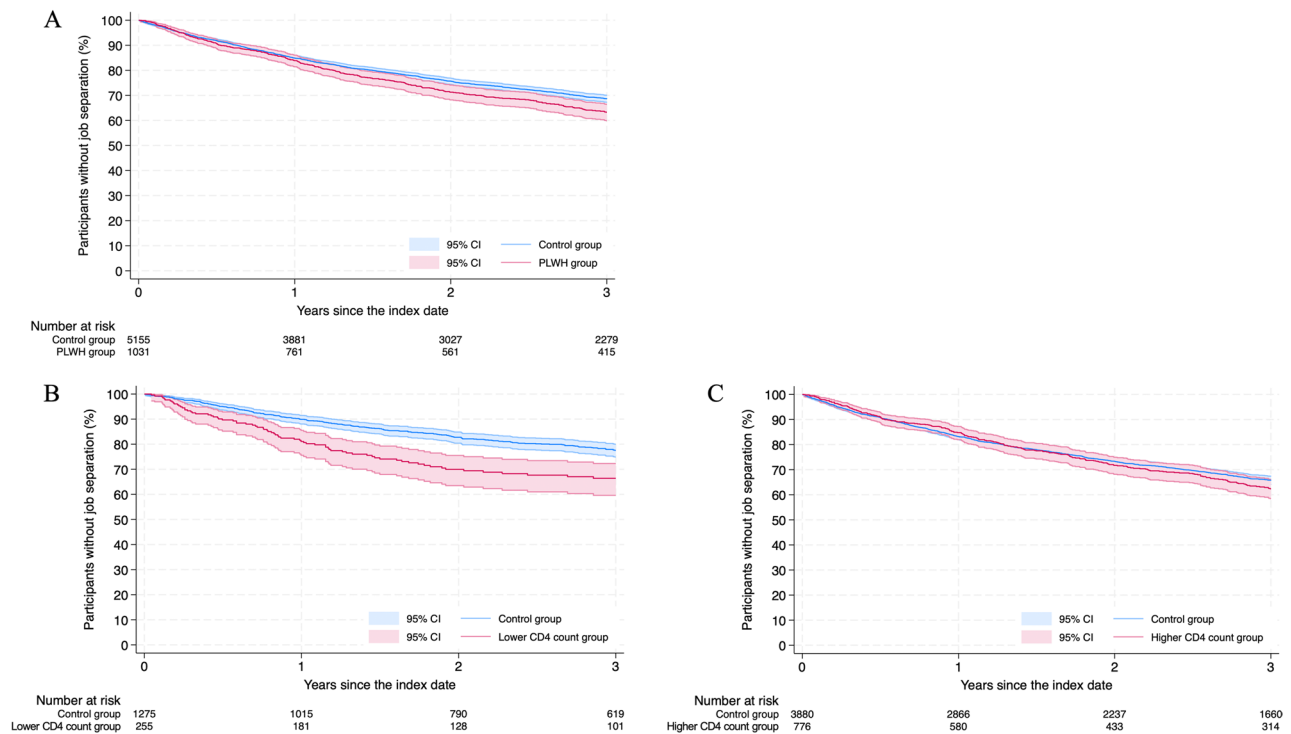 A
Participants without job separation (%)
100
90
80
70
60
50
40
30
20
10
0
95% CI Control group
95% CI PLWH group
0 1 2 3
Years since the index date
Number at risk
Control group 5155 3881 3027 2279
PLWH group 1031 761 561 415
B
Participants without job separation (%)
100
90
80
70
60
50
40
30
20
10
0
95% CI Control group
95% CI Lower CD4 count group
0 1 2 3
Years since the index date
Number at risk
Control group 1275 1015 790 619
Lower CD4 count group 255 181 128 101
C
Participants without job separation (%)
100
90
80
70
60
50
40
30
20
10
0
95% CI Control group
95% CI Higher CD4 count group
0 1 2 3
Years since the index date
Number at risk
Control group 3880 2866 2237 1660
Higher CD4 count group 776 580 433 314